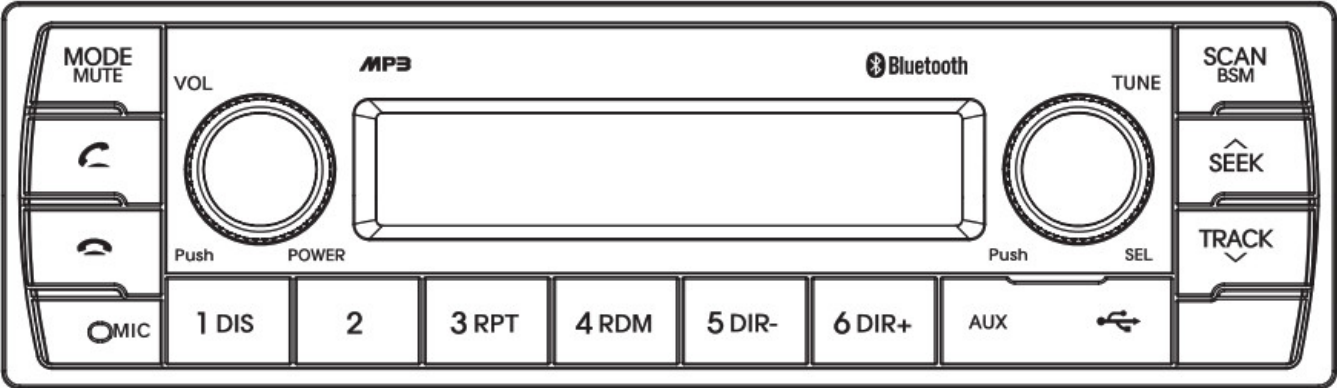 MODE
MUTE
VOL
MP3
Bluetooth
TUNE
SCAN
BSM
SEEK
TRACK
Push
POWER
Push
SEL
MIC
1 DIS
2
3 RPT
4 RDM
5 DIR-
6 DIR+
AUX